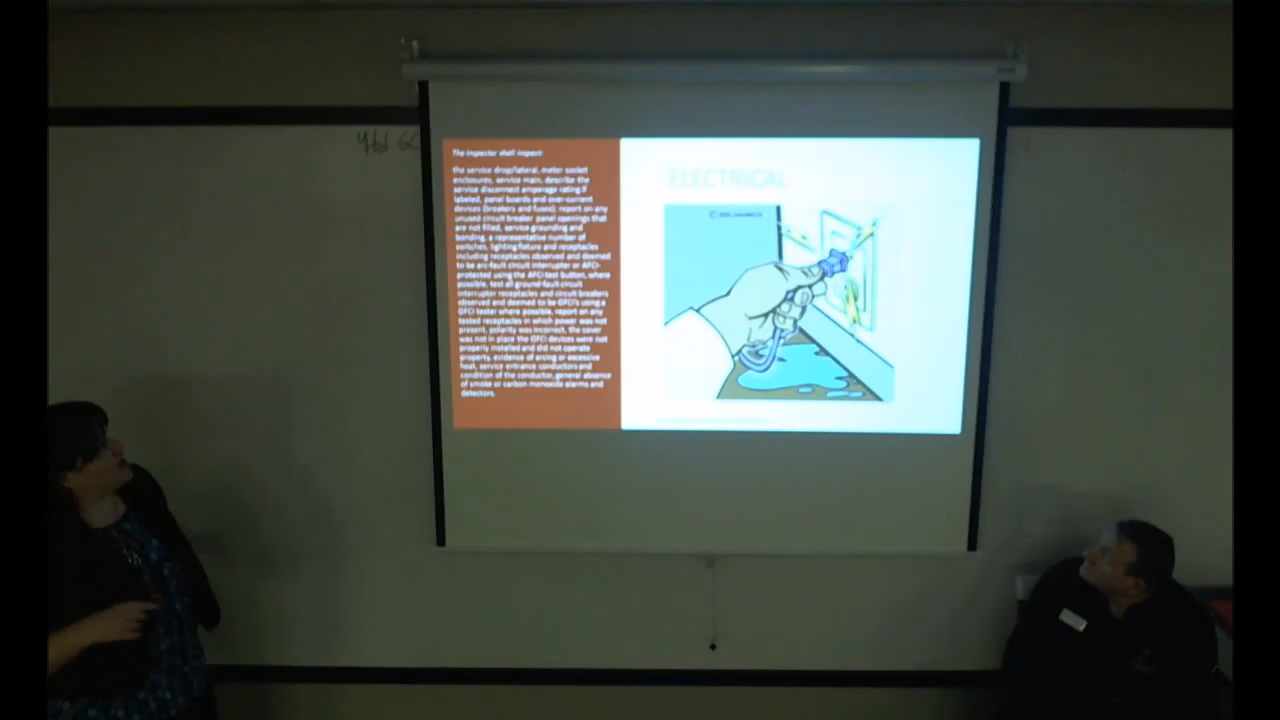 The inspector shall inspect:
the service drop/lateral, meter socket
enclosures, service main, describe the
service disconnect amperage rating if
labeled, panel boards and over-current
devices (breakers and fuses), report on any
unused circuit breaker panel openings that
are not filled, service grounding and
bonding, a representative number of
switches, lighting fixture and receptacles
including receptacles observed and deemed
to be arc-fault circuit interrupter or AFCI-
protected using the AFCI test button, where
possible, test all ground-fault circuit
interrupter receptacles and circuit breakers
observed and deemed to be GFCI's using a
GFCI tester where possible, report on any
tested receptacles in which power was not
present, polarity was incorrect, the cover
was not in place the GFCI devices were not
properly installed and did not operate
property, evidence of arcing or excessive
heat, service entrance conductors and
condition of the conductor, general absence
of smoke or carbon monoxide alarms and
detectors.
ELECTRICAL